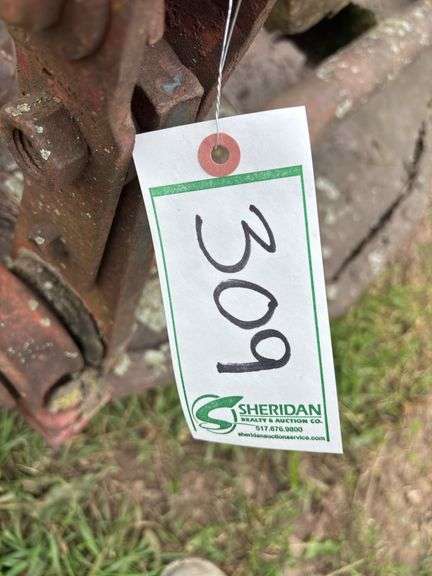 309
SHERIDAN
REALTY & AUCTION CO.
517.676.9800
sheridanauctionservice.com